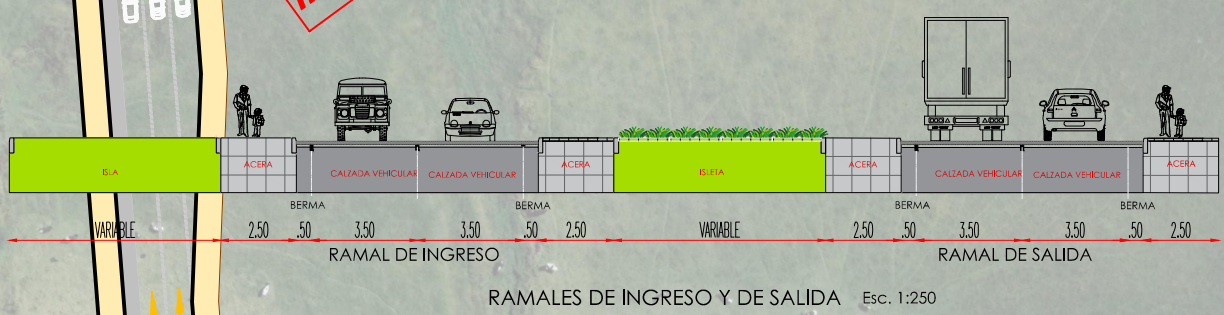 ISLA
ACERA
CALZADA VEHICULAR
CALZADA VEHICULAR
ACERA
ISLETA
ACERA
CALZADA VEHICULAR
CALZADA VEHICULAR
ACERA
BERMA
BERMA
BERMA
BERMA
VARIABLE 2.50 .50 3.50 3.50 .50 2.50 VARIABLE 2.50 .50 3.50 3.50 .50 2.50
RAMAL DE INGRESO
RAMAL DE SALIDA
RAMALES DE INGRESO Y DE SALIDA Esc. 1:250